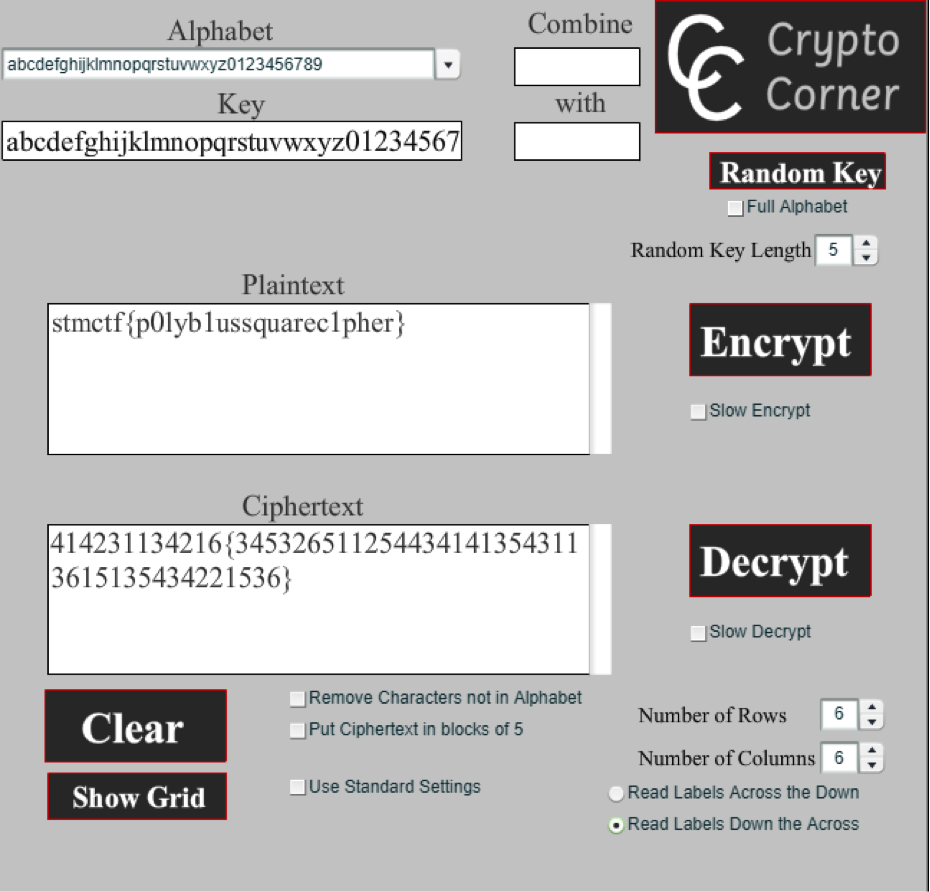 Alphabet
abcdefghijklmnopqrstuvwxyz0123456789
Key
abcdefghijklmnopqrstuvwxyz01234567
Combine
with
CC Crypto
Corner
Random Key
Full Alphabet
Random Key Length 5
Plaintext
stmctf{p0lyb1ussquarec1pher}
Encrypt
Slow Encrypt
Ciphertext
414231134216{345326511254434141354311
3615135434221536}
Decrypt
Slow Decrypt
Clear
Show Grid
Remove Characters not in Alphabet
Put Ciphertext in blocks of 5
Use Standard Settings
Number of Rows 6
Number of Columns 6
Read Labels Across the Down
Read Labels Down the Across